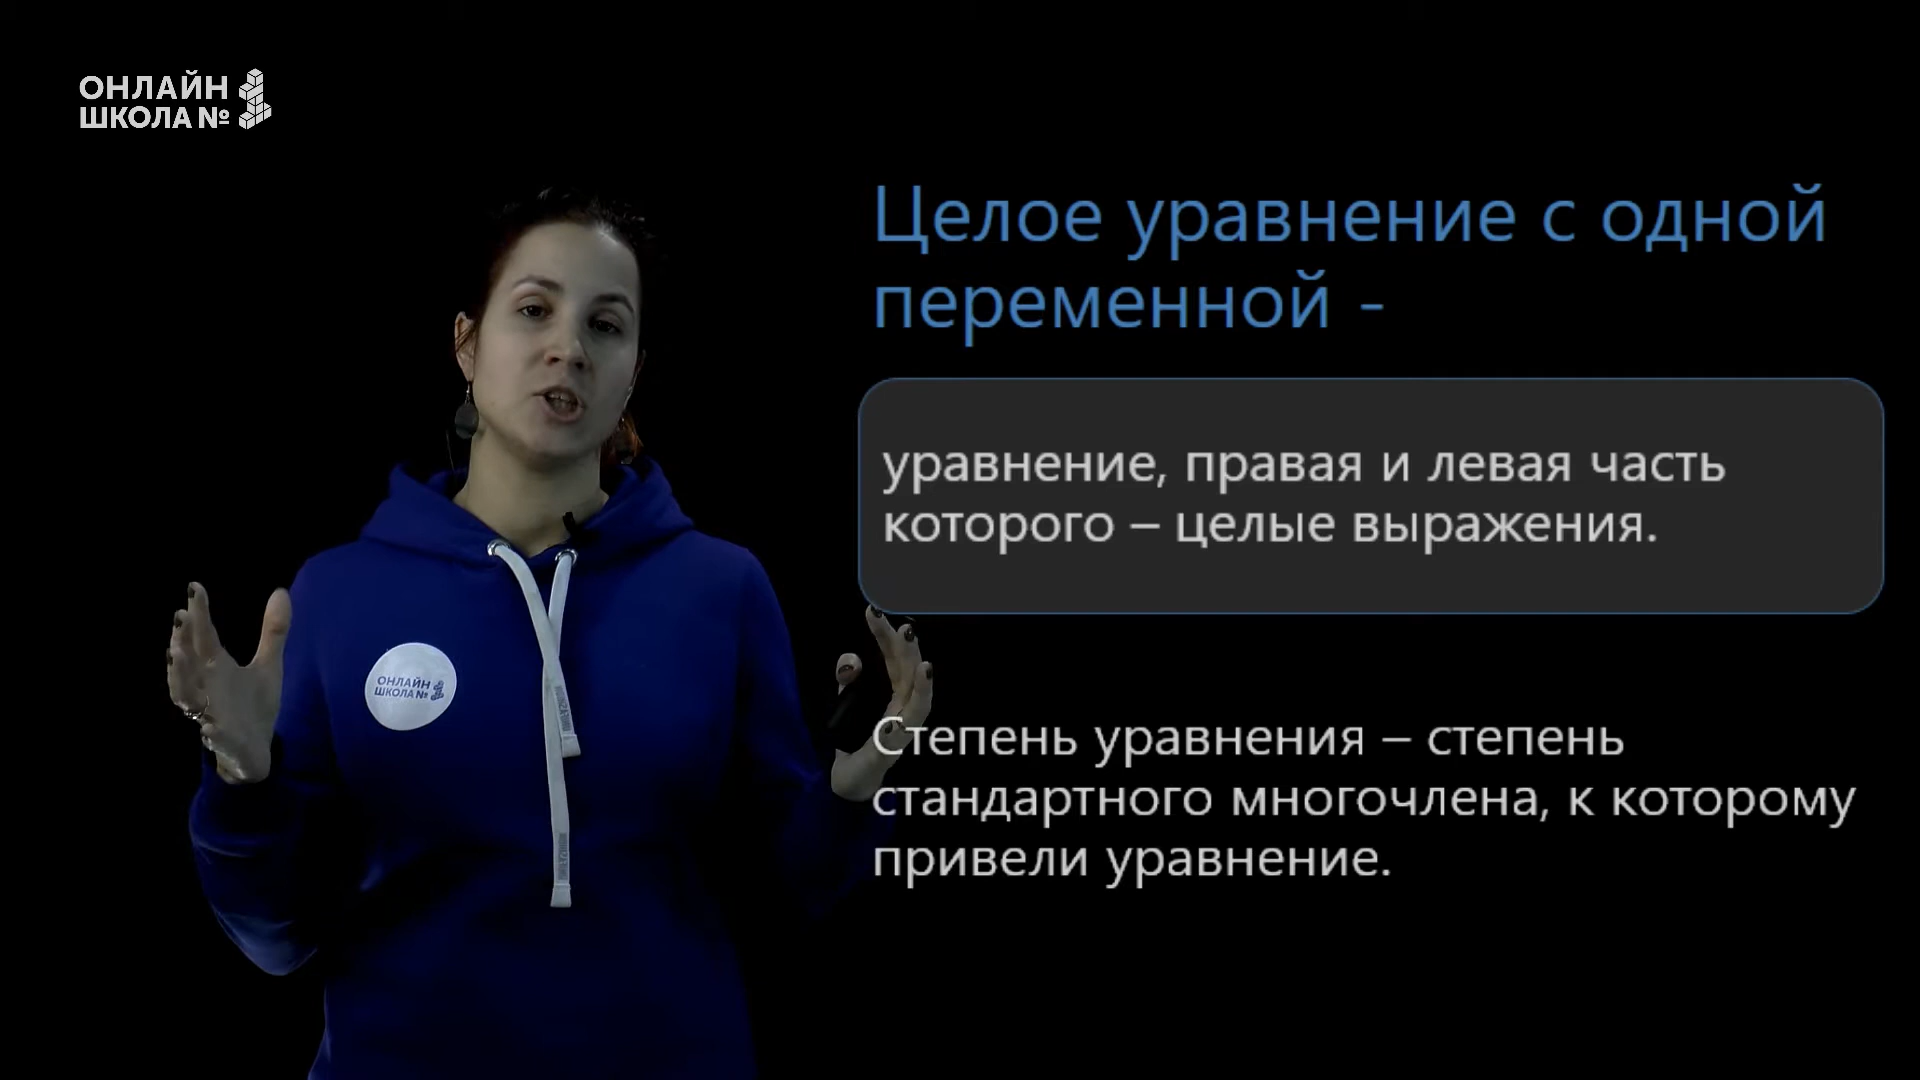 ОНЛАЙН
ШКОЛА №
Целое уравнение с одной
переменной -
уравнение, правая и левая часть
которого – целые выражения.
ОНЛАЙН
ШКОЛА №
Степень уравнения – степень
стандартного многочлена, к которому
привели уравнение.